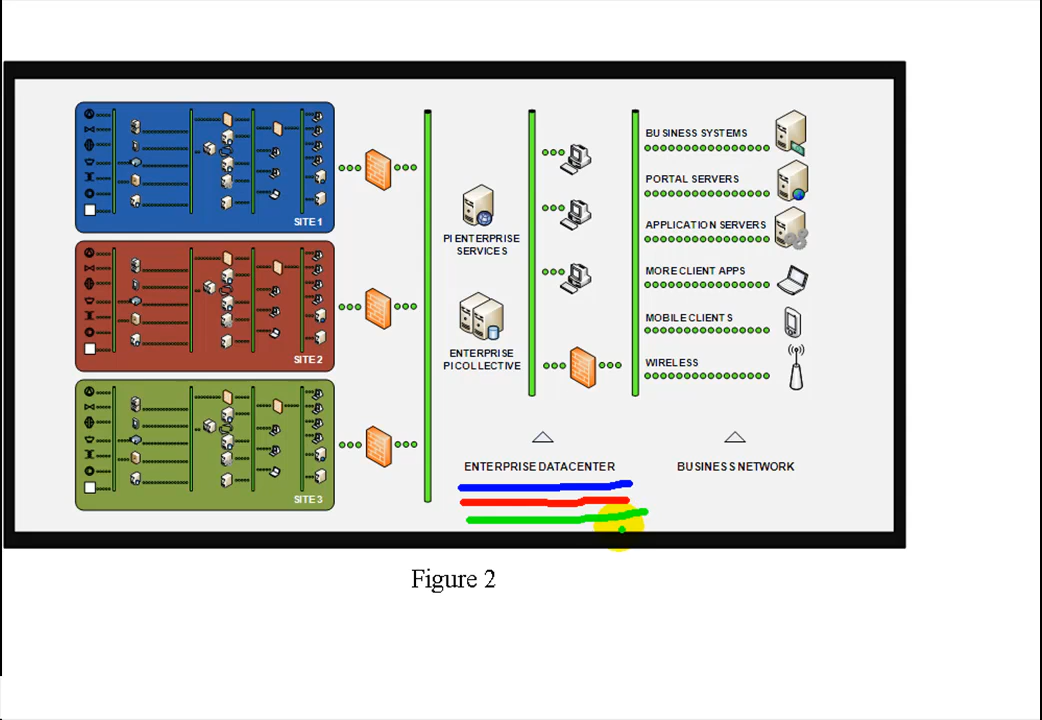 SITE 1
SITE 2
SITE 3
PI ENTERPRISE
SERVICES
ENTERPRISE
PI COLLECTIVE
BUSINESS SYSTEMS
PORTAL SERVERS
APPLICATION SERVERS
MORE CLIENT APPS
MOBILE CLIENTS
WIRELESS
ENTERPRISE DATACENTER
BUSINESS NETWORK
Figure 2